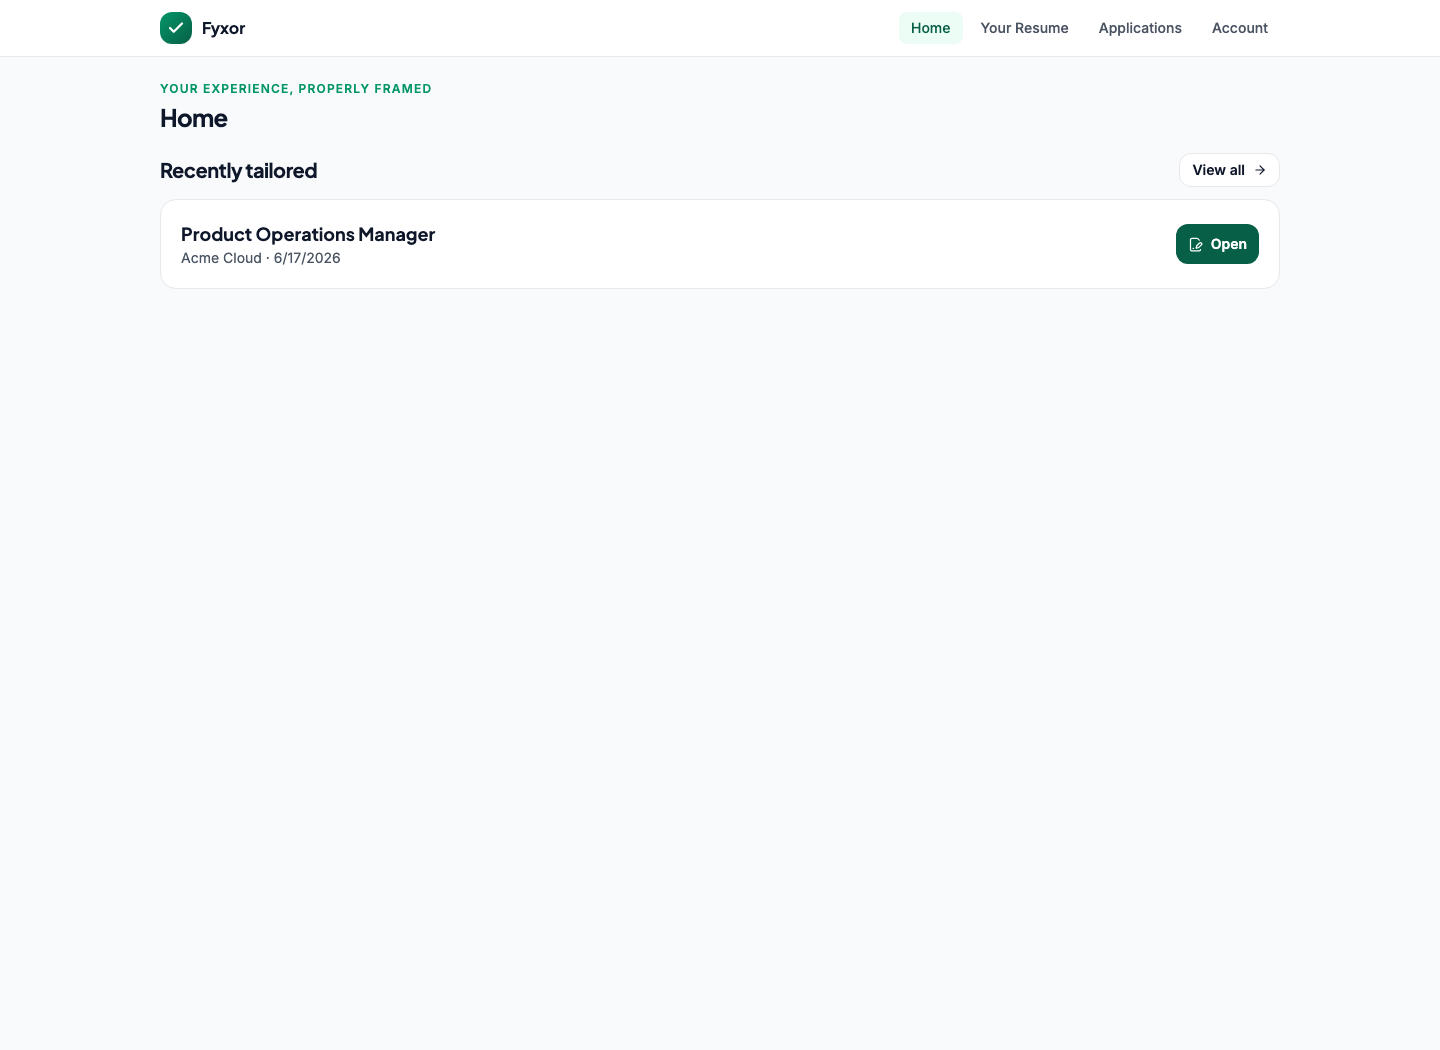 Fyxor
Home
Your Resume
Applications
Account
YOUR EXPERIENCE, PROPERLY FRAMED
Home
Recently tailored
View all
Product Operations Manager
Acme Cloud · 6/17/2026
Open